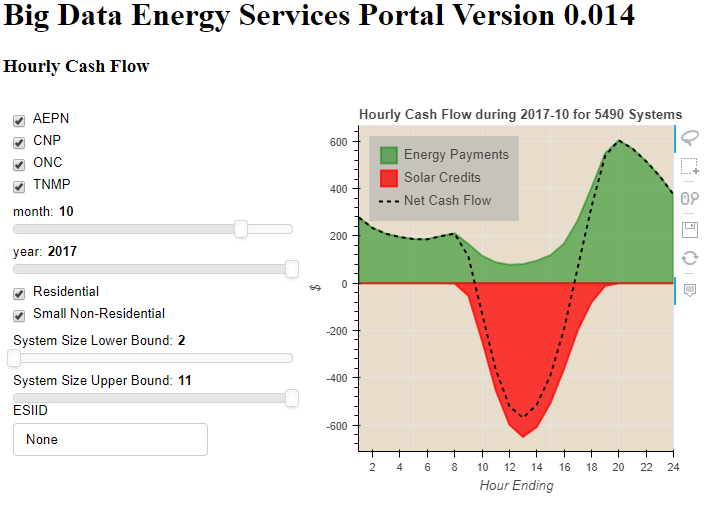 Big Data Energy Services Portal Version 0.014
Hourly Cash Flow
AEPN
CNP
ONC
TNMP
month: 10
year: 2017
Residential
Small Non-Residential
System Size Lower Bound: 2
System Size Upper Bound: 11
ESIID
None
Hourly Cash Flow during 2017-10 for 5490 Systems
Energy Payments
Solar Credits
Net Cash Flow
600
400
200
0
-200
-400
-600
$
2 4 6 8 10 12 14 16 18 20 22 24
Hour Ending